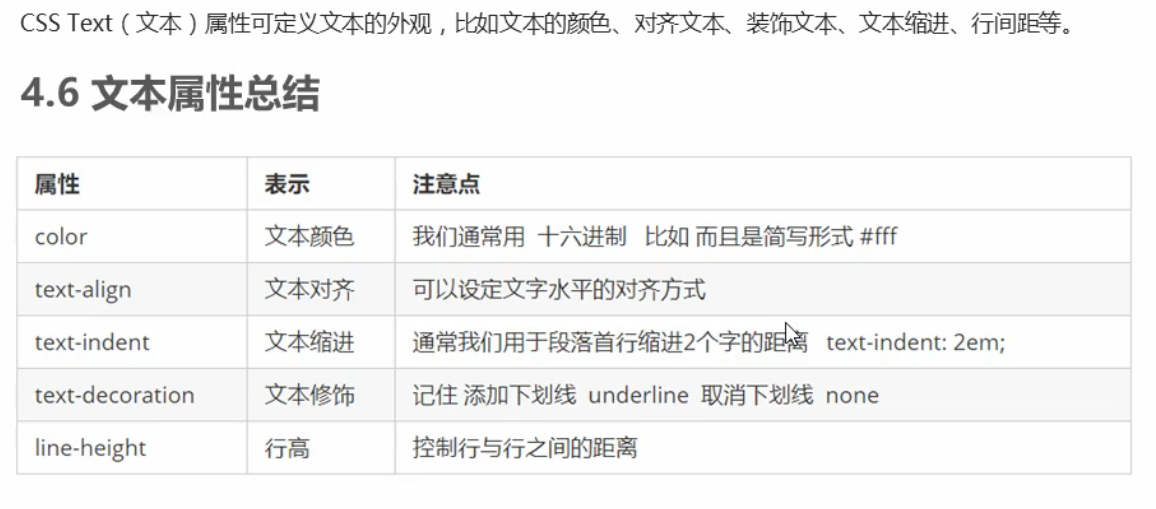 CSS Text（文本）属性可定义文本的外观，比如文本的颜色、对齐文本、装饰文本、文本缩进、行间距等。
4.6 文本属性总结
属性 表示 注意点
color 文本颜色 我们通常用 十六进制 比如 而且是简写形式 #fff
text-align 文本对齐 可以设定文字水平的对齐方式
text-indent 文本缩进 通常我们用于段落首行缩进2个字的距离 text-indent: 2em;
text-decoration 文本修饰 记住 添加下划线 underline 取消下划线 none
line-height 行高 控制行与行之间的距离